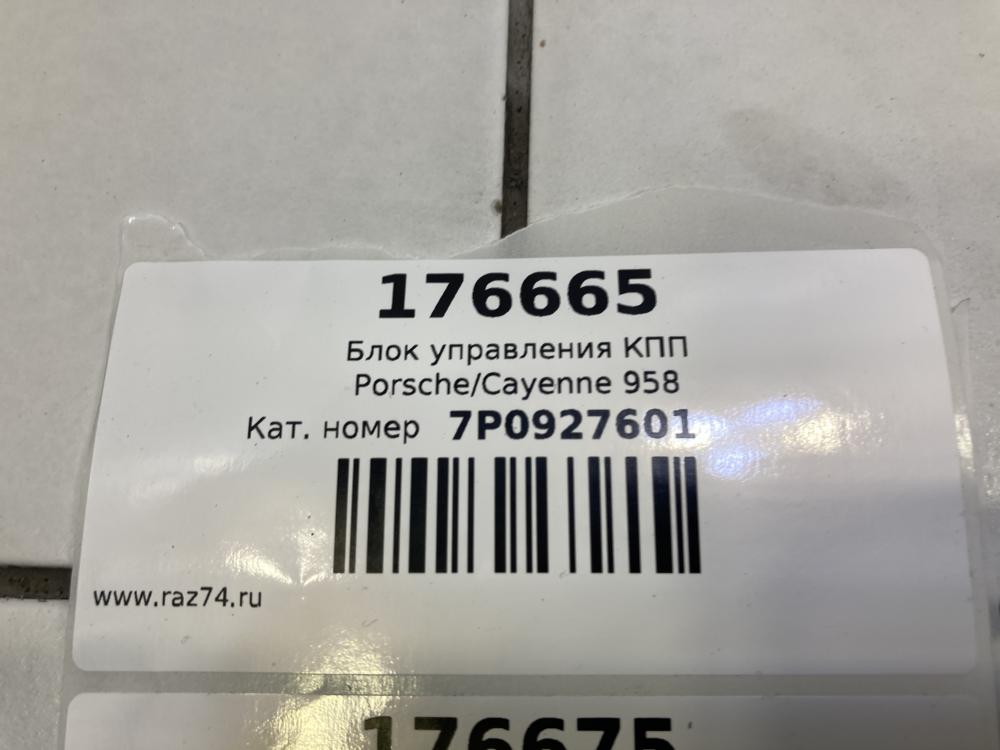 176665
Блок управления КПП
Porsche/Cayenne 958
Кат. номер 7P0927601
www.raz74.ru
176675